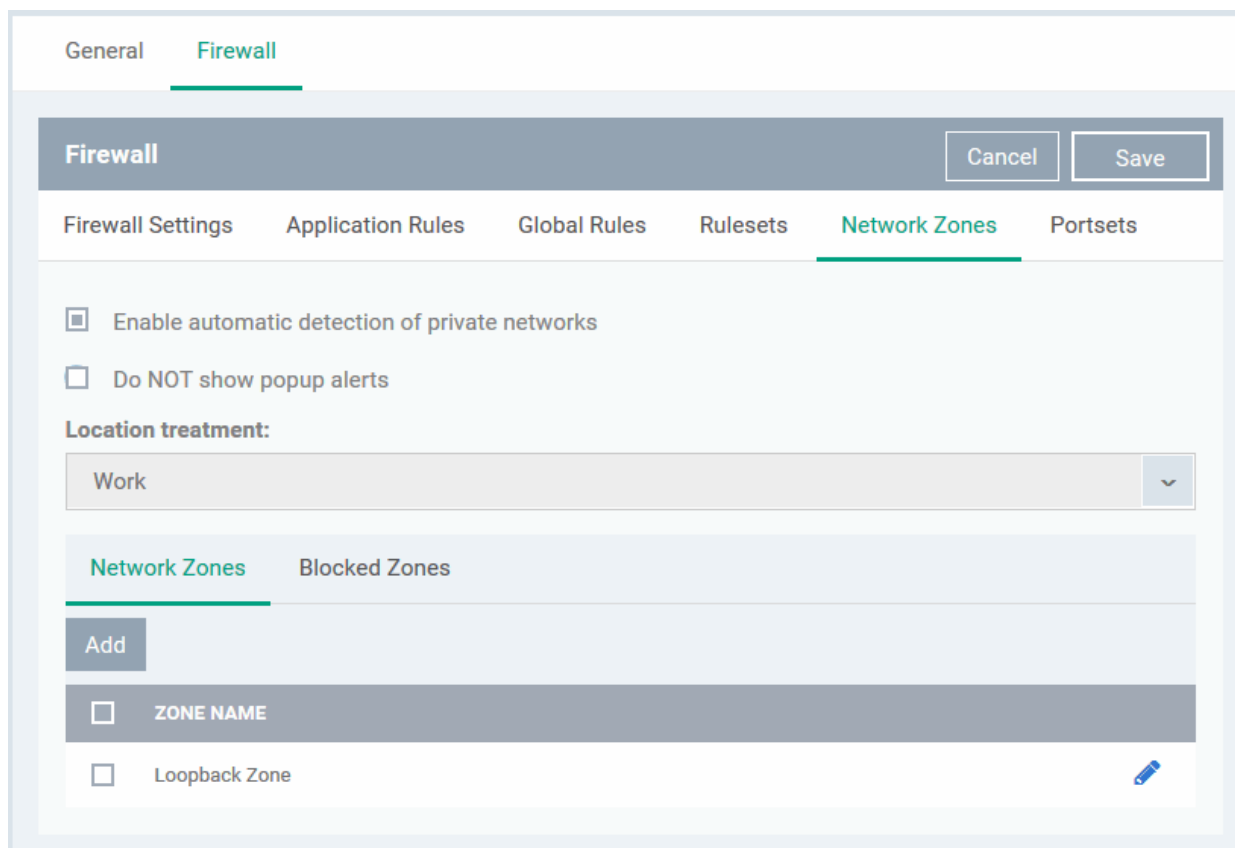 General Firewall
Firewall Cancel Save
Firewall Settings Application Rules Global Rules Rulesets Network Zones Portsets
Enable automatic detection of private networks
Do NOT show popup alerts
Location treatment:
Work
Network Zones Blocked Zones
Add
ZONE NAME
Loopback Zone